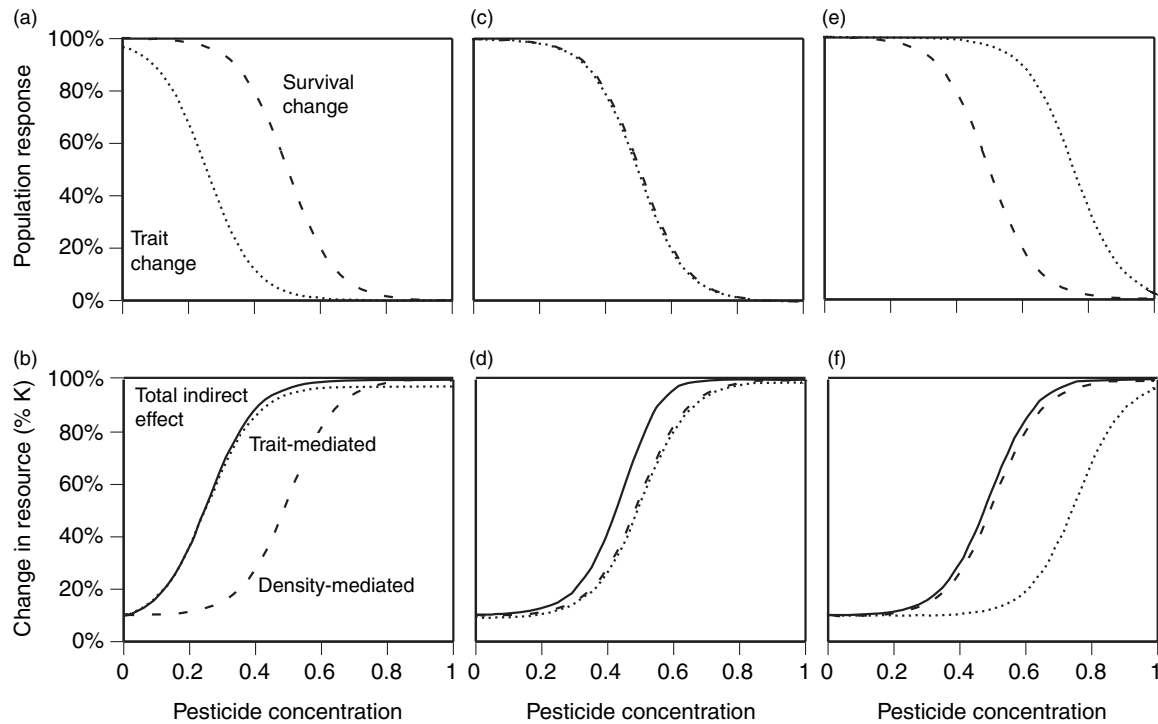 (a)
(c)
(e)
100%
80%
60%
40%
20%
0%
Population response
Survival
change
Trait
change
(b)
(d)
(f)
100%
80%
60%
40%
20%
0%
Change in resource (% K)
Total indirect
effect
Trait-mediated
Density-mediated
0 0.2 0.4 0.6 0.8 1
0 0.2 0.4 0.6 0.8 1
0 0.2 0.4 0.6 0.8 1
Pesticide concentration
Pesticide concentration
Pesticide concentration